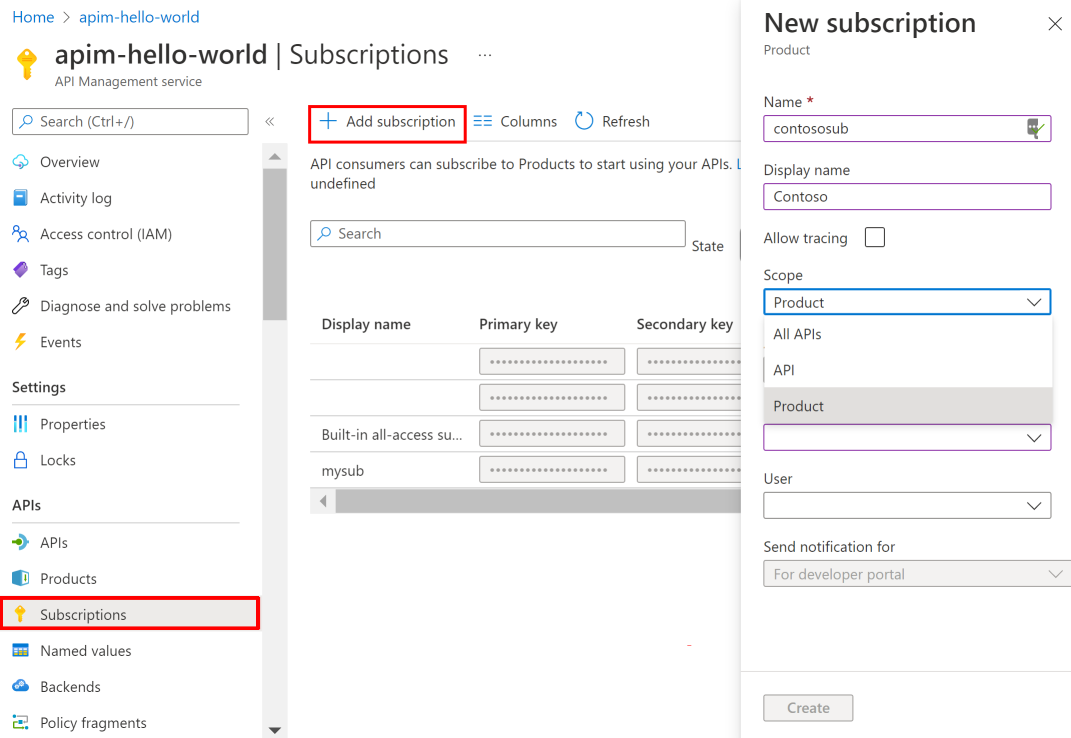 Home > apim-hello-world
apim-hello-world | Subscriptions ...
API Management service
Search (Ctrl+/)
«
Overview
Activity log
Access control (IAM)
Tags
Diagnose and solve problems
Events
Settings
Properties
Locks
APIs
APIs
Products
Subscriptions
Named values
Backends
Policy fragments
+ Add subscription
Columns
Refresh
API consumers can subscribe to Products to start using your APIs.
undefined
Search
State
Display name Primary key Secondary key
•••••••••••••••••••• ••••••••••••
•••••••••••••••••••• ••••••••••••
Built-in all-access su... •••••••••••••••••••• ••••••••••••
mysub •••••••••••••••••••• ••••••••••••
New subscription
Product
Name *
contososub
Display name
Contoso
Allow tracing
Scope
Product
All APIs
API
Product
User
Send notification for
For developer portal
Create